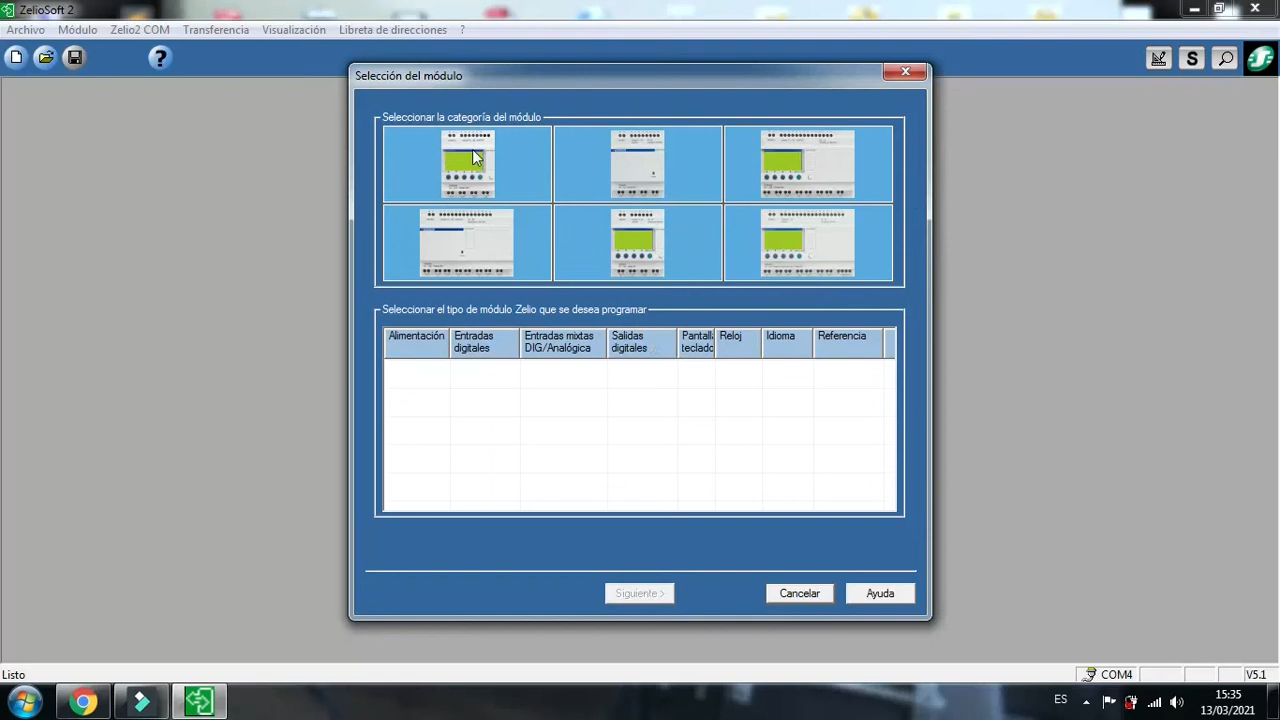 ZelioSoft 2
Archivo Módulo Zelio2 COM Transferencia Visualización Libreta de direcciones ?
?
S
Selección del módulo
Seleccionar la categoría del módulo
Seleccionar el tipo de módulo Zelio que se desea programar
Alimentación Entradas digitales Entradas mixtas DIG/Analógica Salidas digitales Pantall teclado Reloj Idioma Referencia
Siguiente > Cancelar Ayuda
Listo COM4 V5.1
ES 15:35
13/03/2021